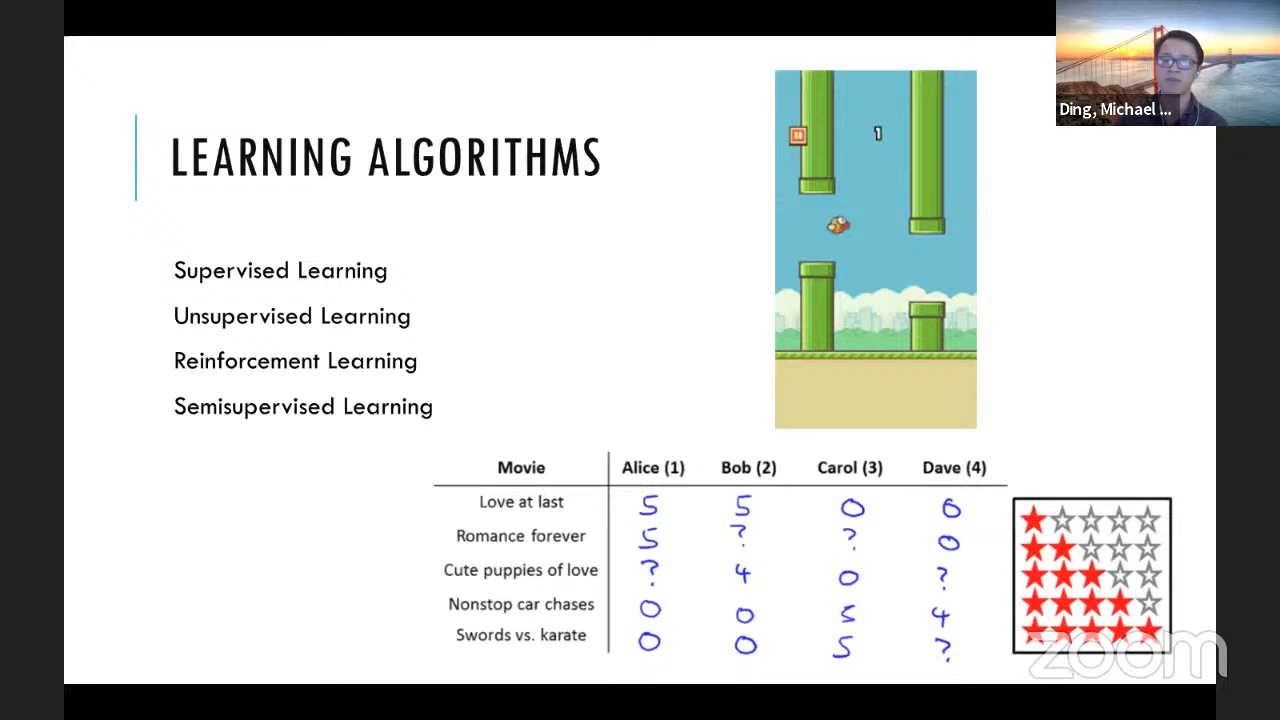 Ding, Michael ...
1
LEARNING ALGORITHMS
Supervised Learning
Unsupervised Learning
Reinforcement Learning
Semisupervised Learning
Movie Alice (1) Bob (2) Carol (3) Dave (4)
Love at last 5 5 0 0
Romance forever 5 ? ? 0
Cute puppies of love ? 4 0 ?
Nonstop car chases 0 0 5 4
Swords vs. karate 0 0 5 ?
zoom